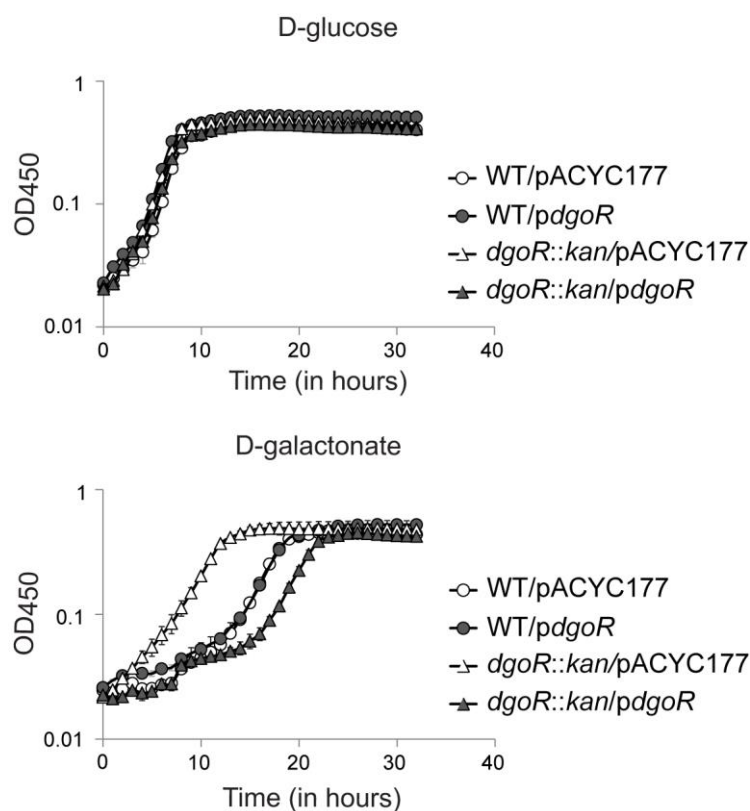 D-glucose
1
0.1
0.01
OD450
0
10
20
30
40
Time (in hours)
WT/pACYC177
WT/pdgoR
dgoR::kan/pACYC177
dgoR::kan/pdgoR
D-galactonate
1
0.1
0.01
OD450
0
10
20
30
40
Time (in hours)
WT/pACYC177
WT/pdgoR
dgoR::kan/pACYC177
dgoR::kan/pdgoR